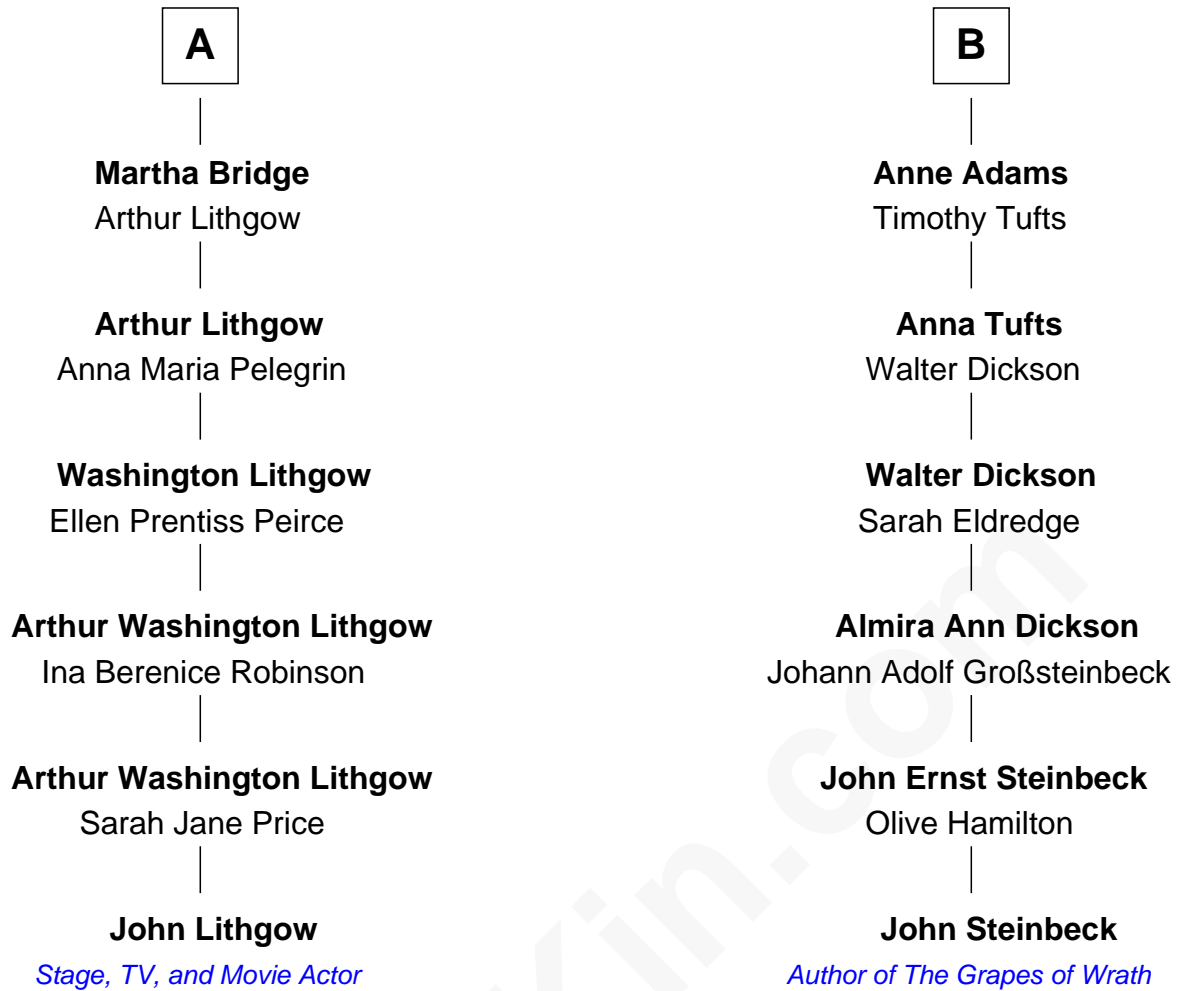 A
B
Martha Bridge
Arthur Lithgow
Anne Adams
Timothy Tufts
Arthur Lithgow
Anna Maria Pelegrin
Anna Tufts
Walter Dickson
Washington Lithgow
Ellen Prentiss Peirce
Walter Dickson
Sarah Eldredge
Arthur Washington Lithgow
Ina Berenice Robinson
Almira Ann Dickson
Johann Adolf Großsteinbeck
Arthur Washington Lithgow
Sarah Jane Price
John Ernst Steinbeck
Olive Hamilton
John Lithgow
Stage, TV, and Movie Actor
John Steinbeck
Author of The Grapes of Wrath
Kin.com